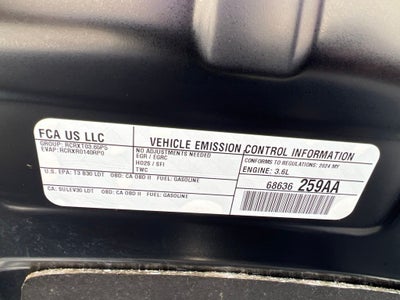 FCA US LLC
GROUP: RCRXT03.65P5
EVAP: RCRXR0140RP0
VEHICLE EMISSION CONTROL INFORMATION
NO ADJUSTMENTS NEEDED
EGR / EGRC
HO2S / SFI
TWC
CONFORMS TO REGULATIONS: 2024 MY
ENGINE: 3.6L
68636 259AA
U.S. EPA: T3 B30 LDT OBD: CA OBD II FUEL: GASOLINE
CA: SULEV30 LDT OBD: CA OBD II FUEL: GASOLINE